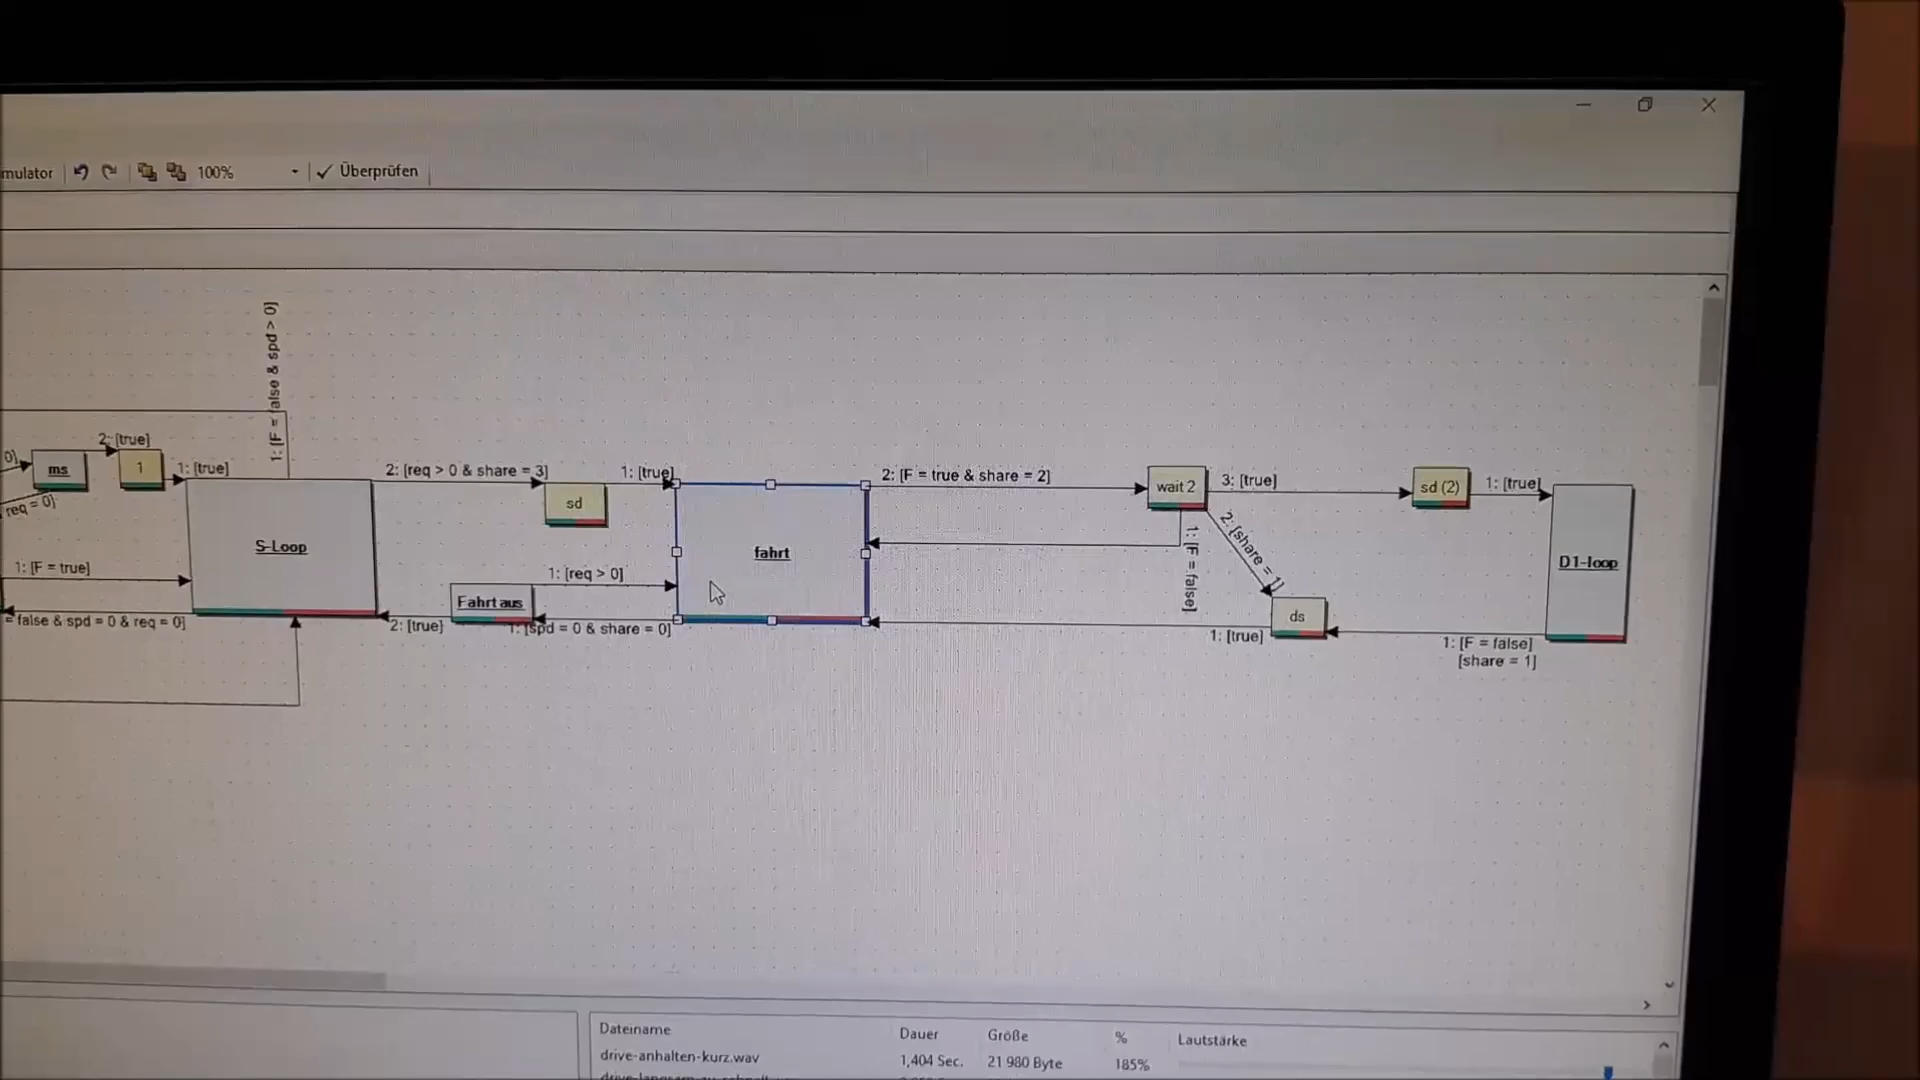 mulator
100%
Überprüfen
1: [F = false & spd > 0]
0]
ms
2: [true]
1
1: [true]
req = 0]
S-Loop
1: [F = true]
= false & spd = 0 & req = 0]
2: [req > 0 & share = 3]
sd
1: [true]
fahrt
1: [req > 0]
Fahrt aus
2: [true]
1: [spd = 0 & share = 0]
2: [F = true & share = 2]
wait 2
3: [true]
1: [F = false]
2: [share = 1]
sd (2)
1: [true]
D1-loop
ds
1: [true]
1: [F = false]
[share = 1]
Dateiname Dauer Größe % Lautstärke
drive-anhalten-kurz.wav 1,404 Sec. 21 980 Byte 185%